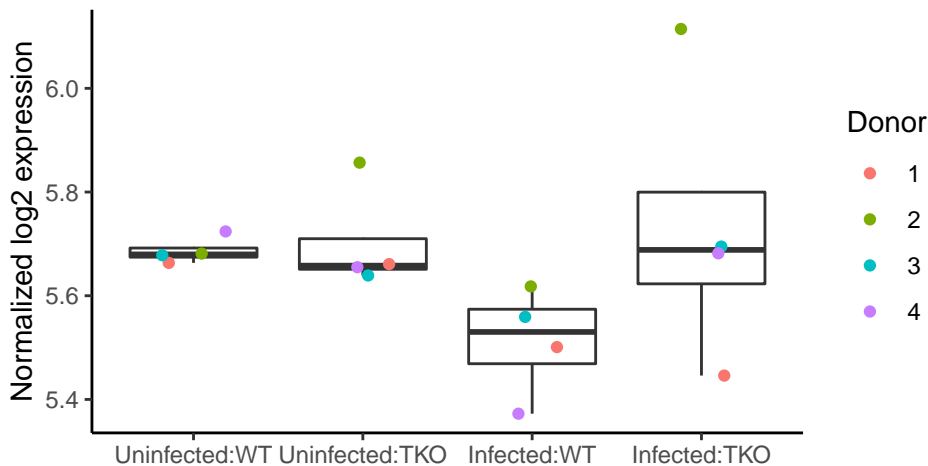 Normalized log2 expression
6.0
5.8
5.6
5.4
Uninfected:WT Uninfected:TKO Infected:WT Infected:TKO
Donor
1
2
3
4